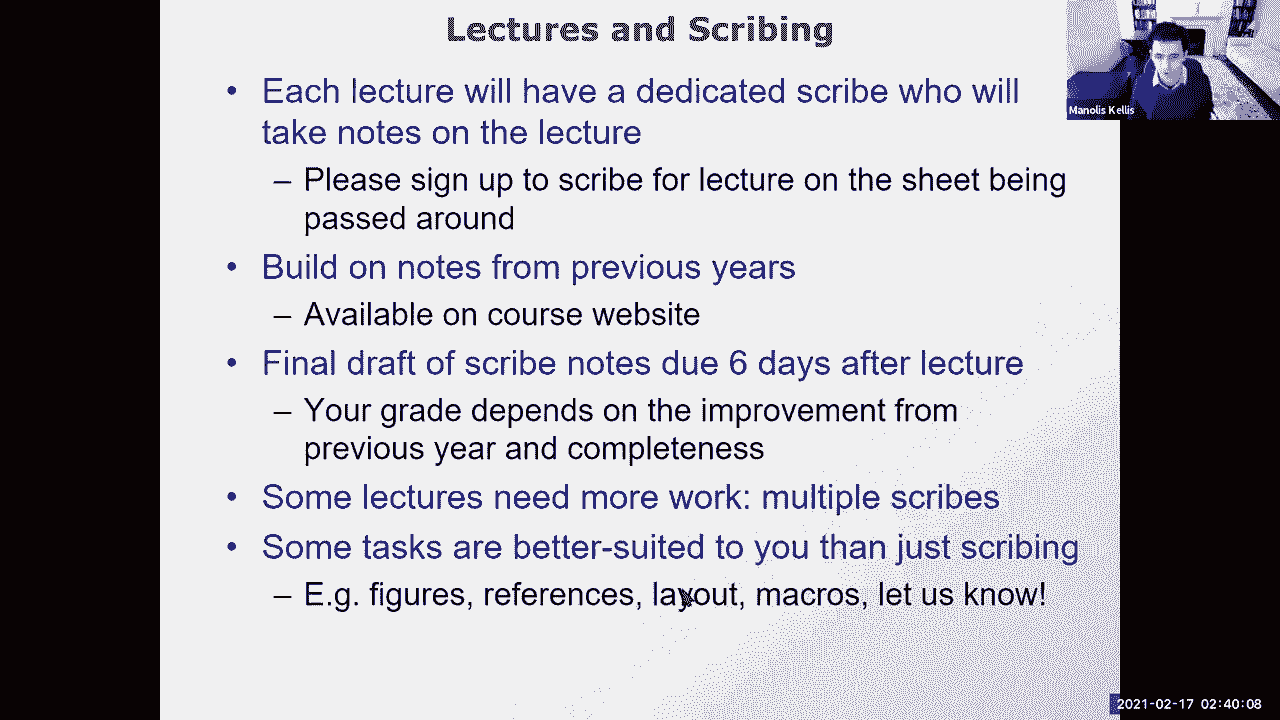 Lectures and Scribing
Manolis Kellis
• Each lecture will have a dedicated scribe who will
take notes on the lecture
– Please sign up to scribe for lecture on the sheet being
passed around
• Build on notes from previous years
– Available on course website
• Final draft of scribe notes due 6 days after lecture
– Your grade depends on the improvement from
previous year and completeness
• Some lectures need more work: multiple scribes
• Some tasks are better-suited to you than just scribing
– E.g. figures, references, layout, macros, let us know!
2021-02-17 02:40:08